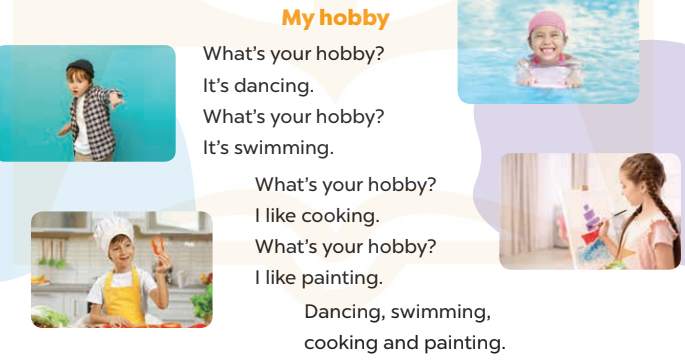 My hobby
What's your hobby?
It's dancing.
What's your hobby?
It's swimming.
What's your hobby?
I like cooking.
What's your hobby?
I like painting.
Dancing, swimming,
cooking and painting.